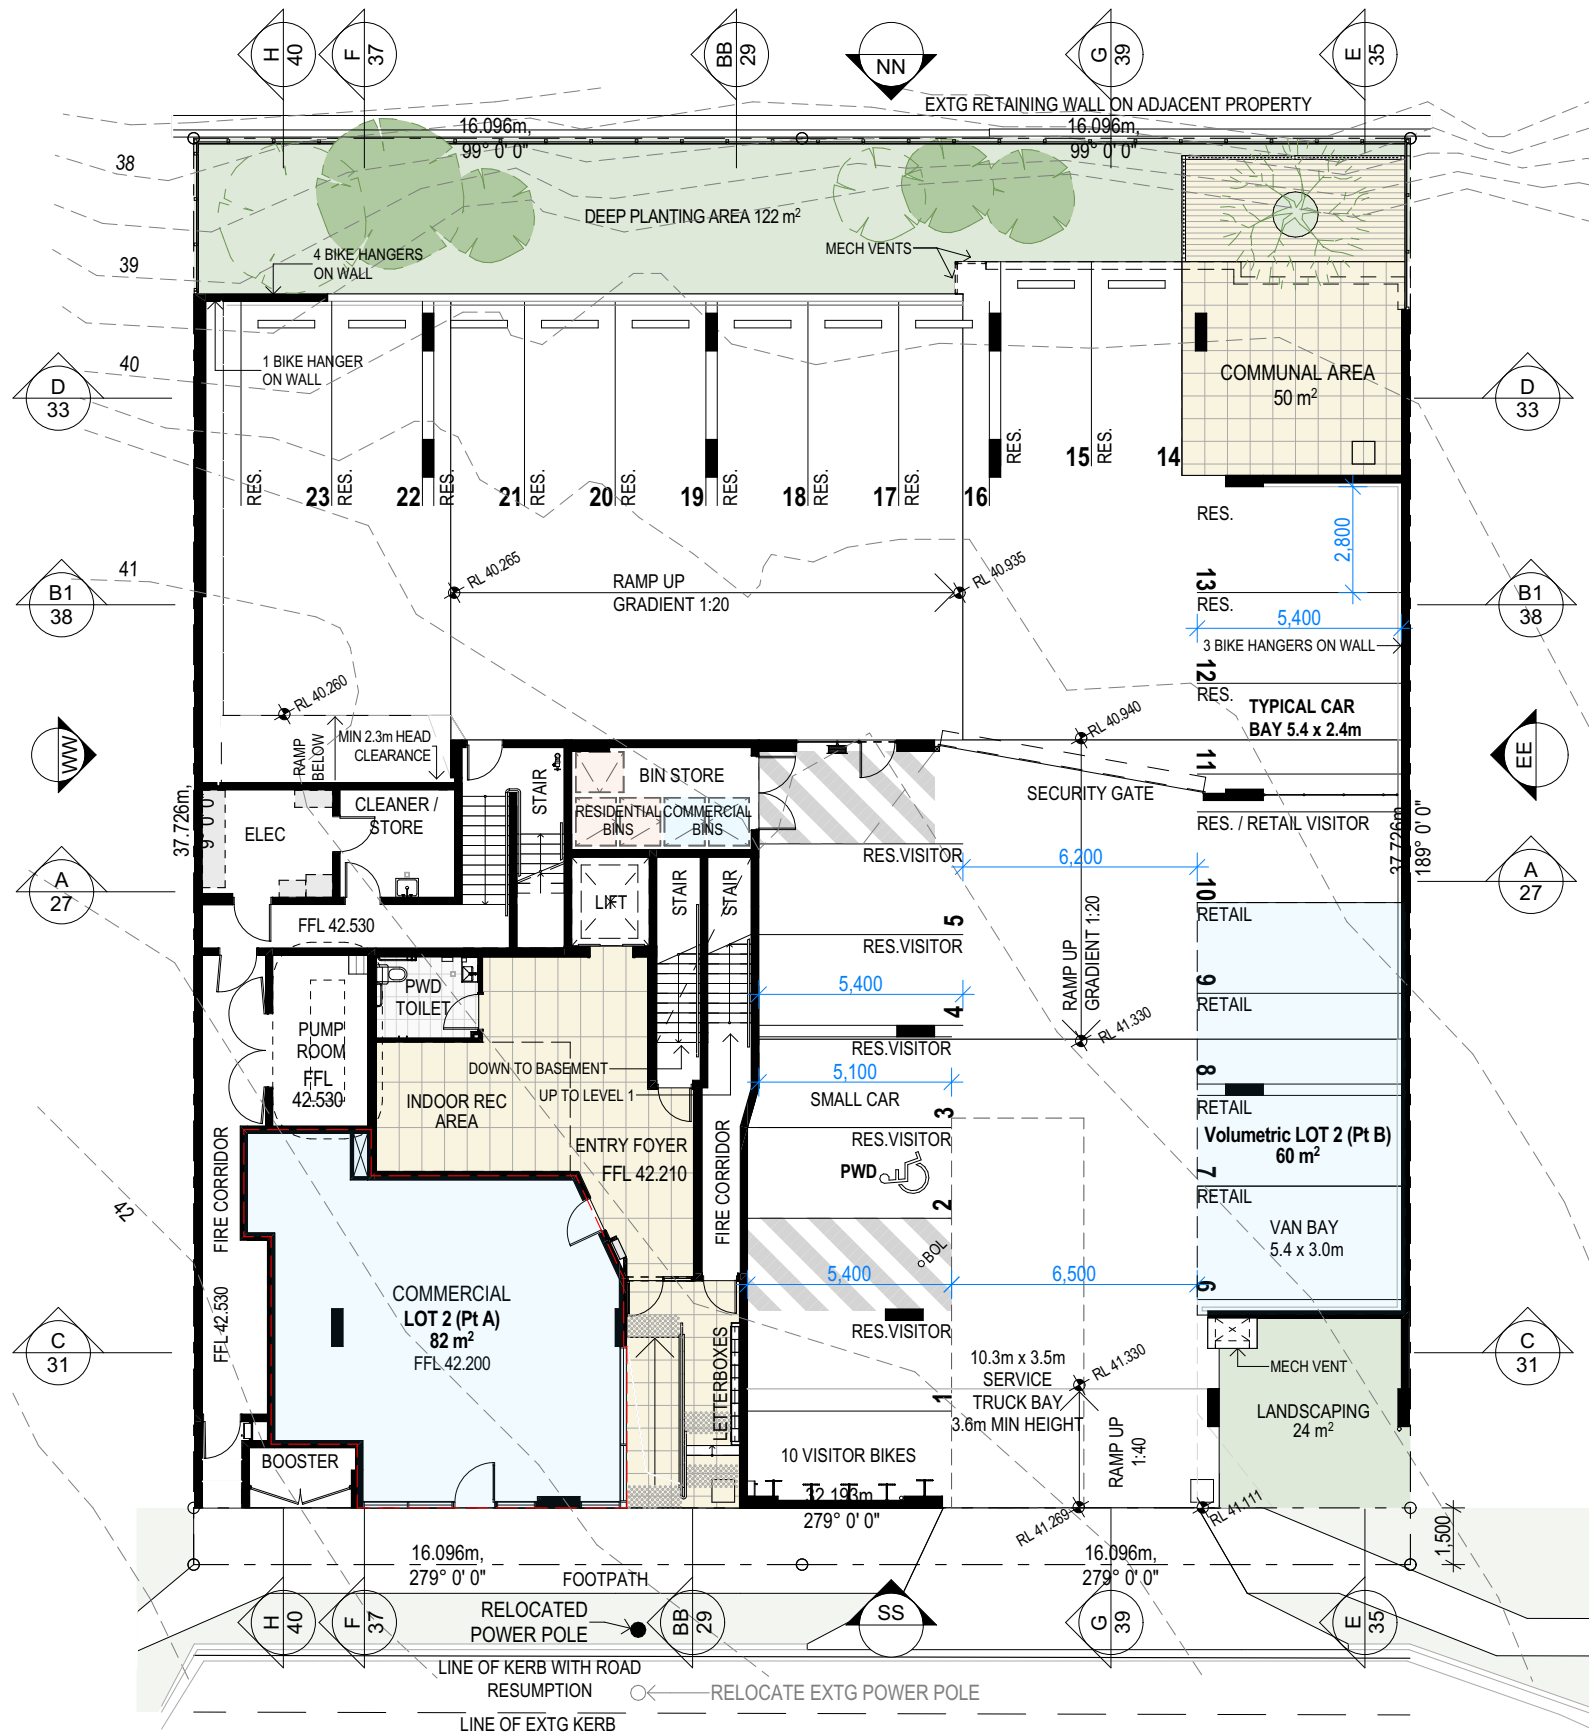 H
40
F
37
BB
29
NN
G
39
E
35
EXTG RETAINING WALL ON ADJACENT PROPERTY
16.096m,
99° 0' 0"
16.096m,
99° 0' 0"
38
39
40
41
42
DEEP PLANTING AREA 122 m²
MECH VENTS
4 BIKE HANGERS
ON WALL
1 BIKE HANGER
ON WALL
COMMUNAL AREA
50 m²
D
33
D
33
RES.
23
RES.
22
RES.
21
RES.
20
RES.
19
RES.
18
RES.
17
RES.
16
RES.
15
RES.
14
RES.
2,800
13
RES.
5,400
3 BIKE HANGERS ON WALL
12
RES.
TYPICAL CAR
BAY 5.4 x 2.4m
11
B1
38
B1
38
RL 40.265
RAMP UP
GRADIENT 1:20
RL 40.935
RL 40.260
RL 40.940
MIN 2.3m HEAD
CLEARANCE
RAMP
BELOW
WW
EE
STAIR
BIN STORE
RESIDENTIAL
BINS
COMMERCIAL
BINS
SECURITY GATE
RES. / RETAIL VISITOR
37.726m,
9° 0' 0"
37.726m
189° 0' 0"
ELEC
CLEANER /
STORE
A
27
A
27
RES.VISITOR
6,200
10
RETAIL
LIFT
STAIR
STAIR
FFL 42.530
5
RES.VISITOR
RAMP UP
GRADIENT 1:20
9
RETAIL
5,400
4
PWD
TOILET
PUMP
ROOM
FFL
42.530
RL 41.330
RES.VISITOR
8
RETAIL
DOWN TO BASEMENT
5,100
UP TO LEVEL 1
SMALL CAR
3
INDOOR REC
AREA
Volumetric LOT 2 (Pt B)
60 m²
ENTRY FOYER
FFL 42.210
RES.VISITOR
PWD
7
RETAIL
FIRE CORRIDOR
FIRE CORRIDOR
2
VAN BAY
5.4 x 3.0m
BOL
5,400
6,500
6
COMMERCIAL
LOT 2 (Pt A)
82 m²
FFL 42.200
FFL 42.530
C
31
C
31
RES.VISITOR
LETTERBOXES
10.3m x 3.5m
SERVICE
TRUCK BAY
3.6m MIN HEIGHT
RL 41.330
MECH VENT
1
LANDSCAPING
24 m²
RAMP UP
1:40
BOOSTER
10 VISITOR BIKES
32.193m
279° 0' 0"
RL 41.269
RL 41.111
1,500
16.096m,
279° 0' 0"
16.096m,
279° 0' 0"
FOOTPATH
H
40
F
37
RELOCATED
POWER POLE
BB
29
SS
G
39
E
35
LINE OF KERB WITH ROAD
RESUMPTION
RELOCATE EXTG POWER POLE
LINE OF EXTG KERB